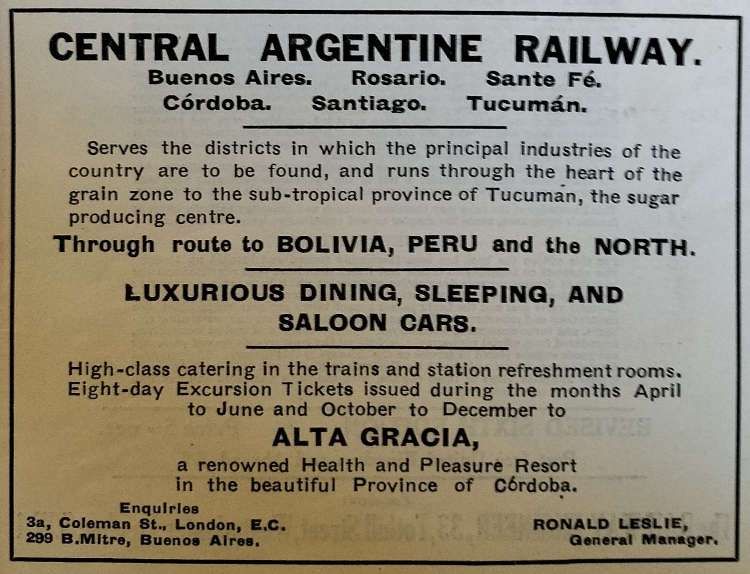 CENTRAL ARGENTINE RAILWAY.
Buenos Aires. Rosario. Sante Fé.
Córdoba. Santiago. Tucumán.
Serves the districts in which the principal industries of the
country are to be found, and runs through the heart of the
grain zone to the sub-tropical province of Tucumán, the sugar
producing centre.
Through route to BOLIVIA, PERU and the NORTH.
LUXURIOUS DINING, SLEEPING, AND
SALOON CARS.
High-class catering in the trains and station refreshment rooms.
Eight-day Excursion Tickets issued during the months April
to June and October to December to
ALTA GRACIA,
a renowned Health and Pleasure Resort
in the beautiful Province of Córdoba.
Enquiries
3a, Coleman St., London, E.C.
299 B.Mitre, Buenos Aires.
RONALD LESLIE,
General Manager.